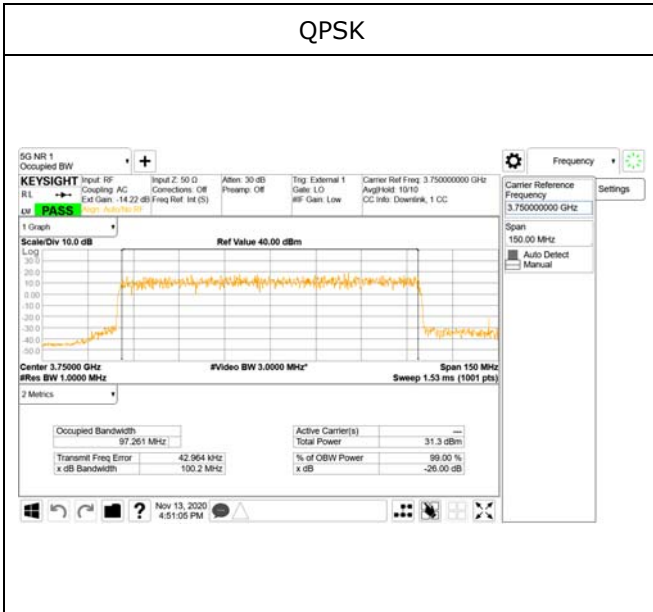 QPSK
5G NR 1
Occupied BW
Frequency
KEYSIGHT
Input: RF
Input Z: 50 Ω
Atten: 30 dB
Trig: External 1
Carrier Ref Freq: 3.750000000 GHz
R L
Coupling: AC
Corrections: Off
Preamp: Off
Gate: LO
Avg|Hold: 10/10
Ext Gain: -14.22 dB
Freq Ref: Int (S)
#IF Gain: Low
CC Info: Downlink, 1 CC
PASS
Align: Auto/No RF
Carrier Reference
Frequency
3.750000000 GHz
Settings
Span
150.00 MHz
Auto Detect
Manual
1 Graph
Scale/Div 10.0 dB
Ref Value 40.00 dBm
Log
30.0
20.0
10.0
0.00
-10.0
-20.0
-30.0
-40.0
-50.0
Center 3.75000 GHz
#Video BW 3.0000 MHz*
Span 150 MHz
#Res BW 1.0000 MHz
Sweep 1.53 ms (1001 pts)
2 Metrics
Occupied Bandwidth
97.261 MHz
Active Carrier(s)
---
Total Power
31.3 dBm
Transmit Freq Error
42.964 kHz
% of OBW Power
99.00 %
x dB Bandwidth
100.2 MHz
x dB
-26.00 dB
Nov 13, 2020
4:51:05 PM